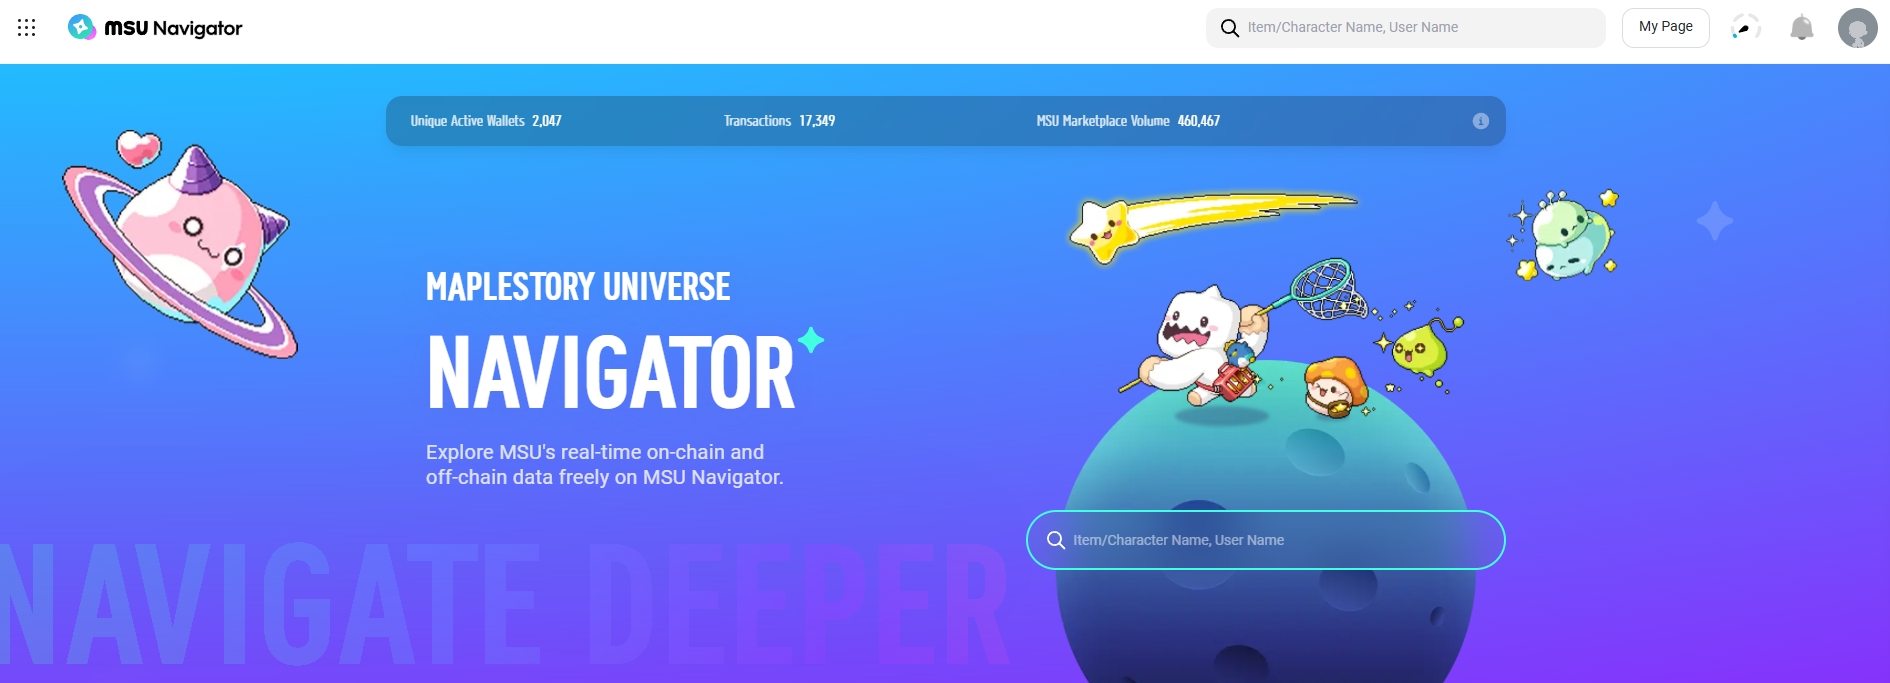 MSU Navigator
Item/Character Name, User Name
My Page
Unique Active Wallets 2,047
Transactions 17,349
MSU Marketplace Volume 460,467
MAPLESTORY UNIVERSE
NAVIGATOR
Explore MSU's real-time on-chain and
off-chain data freely on MSU Navigator.
Item/Character Name, User Name
NAVIGATE DEEPER